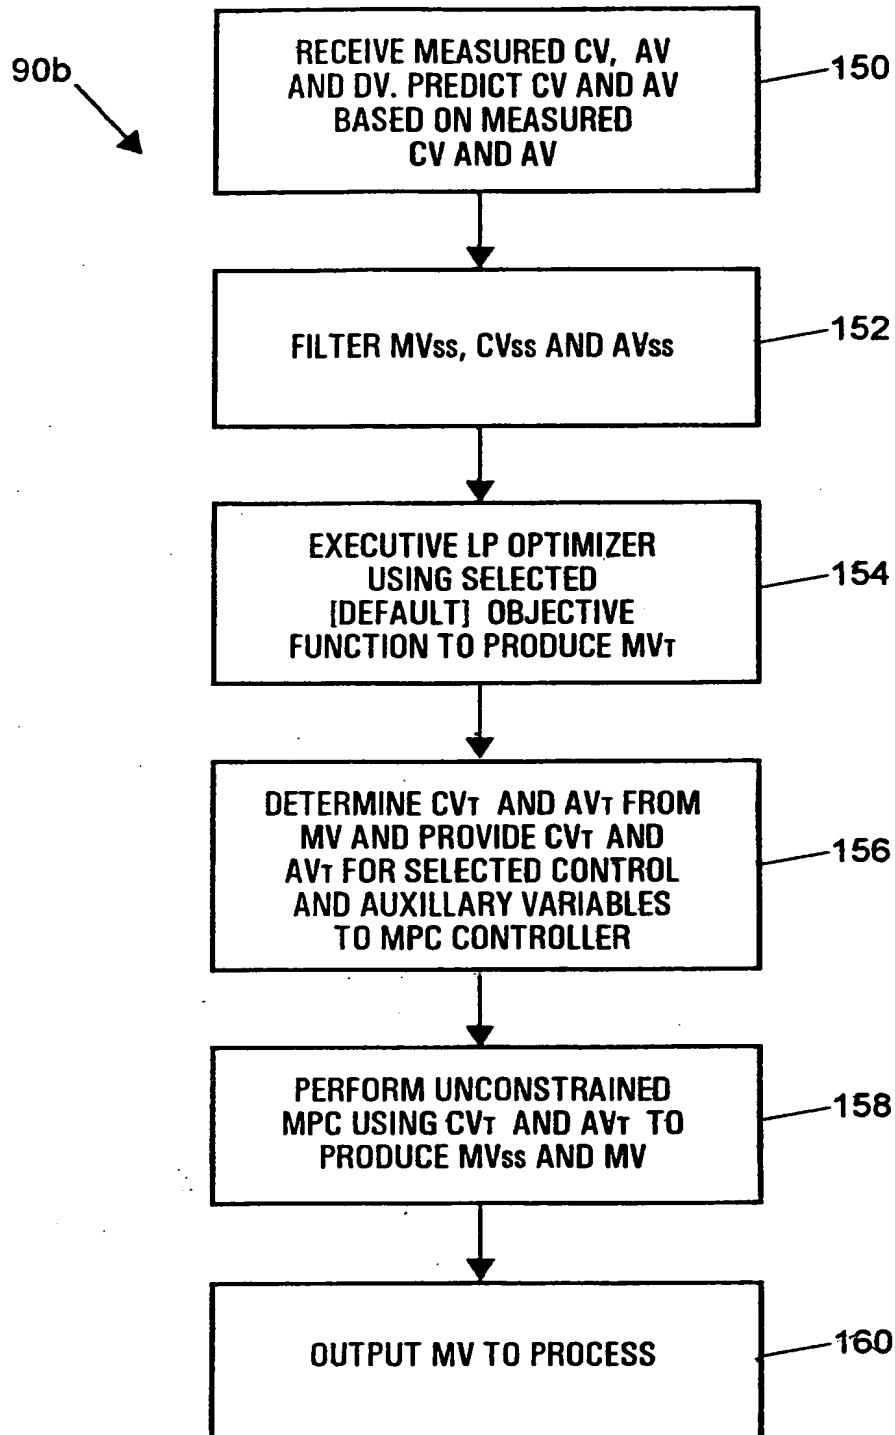 90b
RECEIVE MEASURED CV, AV
AND DV. PREDICT CV AND AV
BASED ON MEASURED
CV AND AV
150
FILTER MVss, CVss AND AVss
152
EXECUTIVE LP OPTIMIZER
USING SELECTED
[DEFAULT] OBJECTIVE
FUNCTION TO PRODUCE MVT
154
DETERMINE CVT AND AVT FROM
MV AND PROVIDE CVT AND
AVT FOR SELECTED CONTROL
AND AUXILLARY VARIABLES
TO MPC CONTROLLER
156
PERFORM UNCONSTRAINED
MPC USING CVT AND AVT TO
PRODUCE MVss AND MV
158
OUTPUT MV TO PROCESS
160